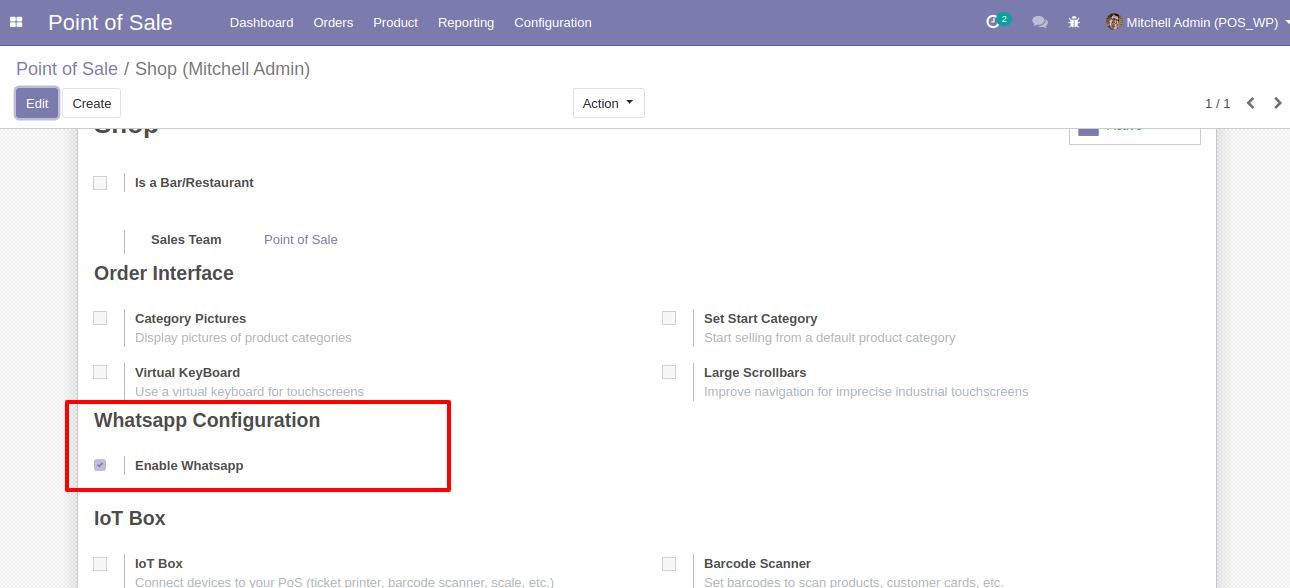 Point of Sale Dashboard Orders Product Reporting Configuration 2 Mitchell Admin (POS_WP)
Point of Sale / Shop (Mitchell Admin)
Edit Create Action 1 / 1
Shop Active
Is a Bar/Restaurant
Sales Team Point of Sale
Order Interface
Category Pictures Set Start Category
Display pictures of product categories Start selling from a default product category
Virtual KeyBoard Large Scrollbars
Use a virtual keyboard for touchscreens Improve navigation for imprecise industrial touchscreens
Whatsapp Configuration
Enable Whatsapp
IoT Box
IoT Box Barcode Scanner
Connect devices to your PoS (ticket printer, barcode scanner, scale, etc.) Set barcodes to scan products, customer cards, etc.